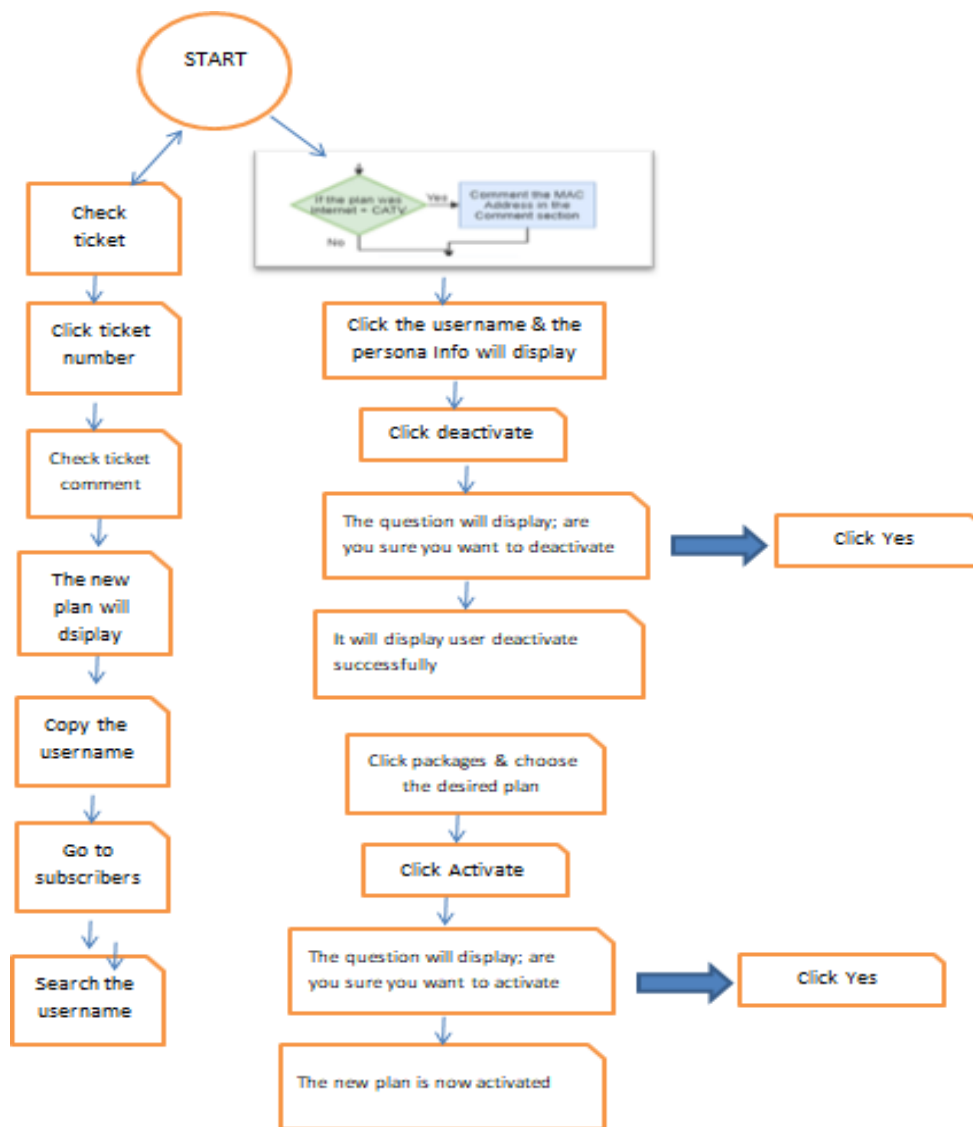 START
Check
ticket
Click ticket
number
Check ticket
comment
The new
plan will
dsiplay
Copy the
username
Go to
subscribers
Search the
username
If the plan was
internet + CATV
Yes
No
Comment the MAC
Address in the
Comment section
Click the username & the
persona Info will display
Click deactivate
The question will display; are
you sure you want to deactivate
Click Yes
It will display user deactivate
successfully
Click packages & choose
the desired plan
Click Activate
The question will display; are
you sure you want to activate
Click Yes
The new plan is now activated